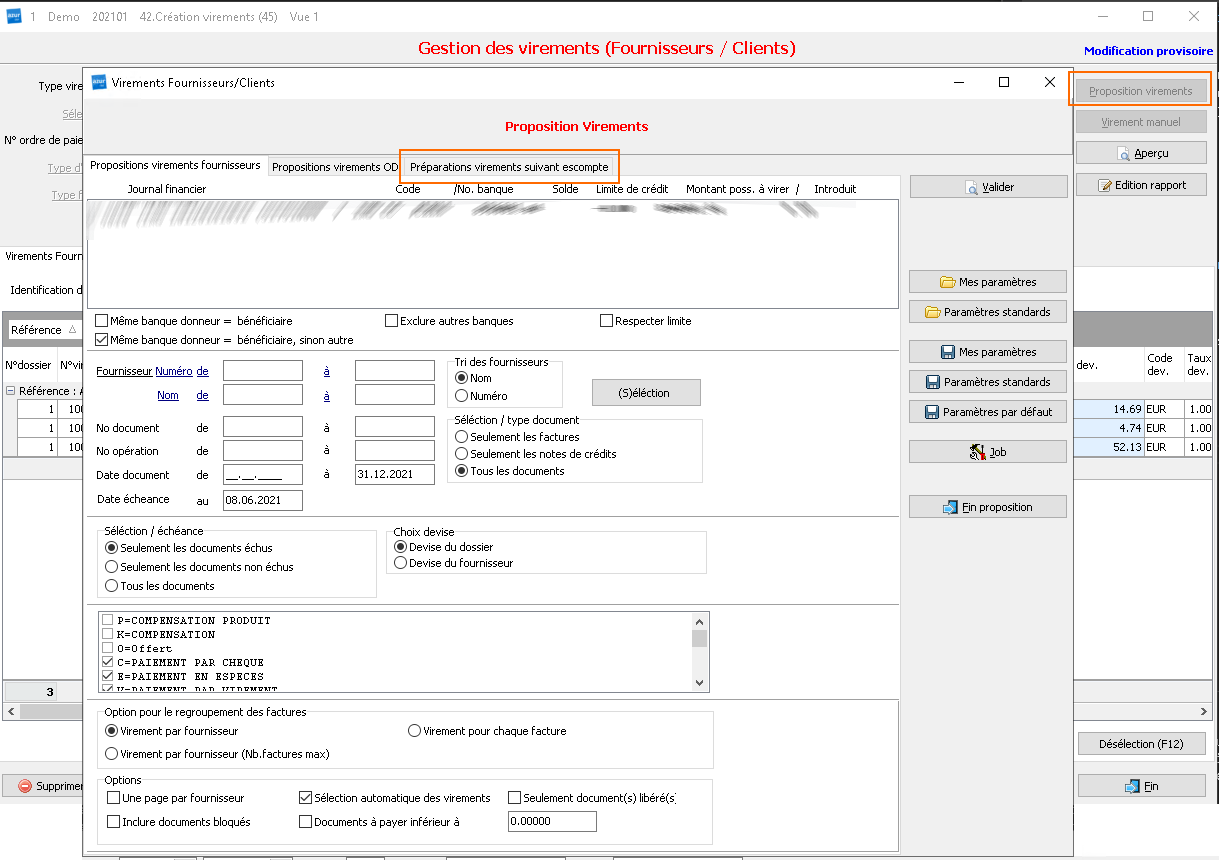 azur 1 Demo 202101 42.Création virements (45) Vue 1
Gestion des virements (Fournisseurs / Clients)
Modification provisoire
Type vire
Séle
N° ordre de paie
Type d'
Type f
Virements Fourn
Identification d
Référence
N°dossier N°vir
Référence :
1 100
1 100
1 100
3
Supprimer
azur Virements Fournisseurs/Clients
Proposition Virements
Propositions virements fournisseurs Propositions virements OD Préparations virements suivant escompte
Journal financier Code /No. banque Solde Limite de crédit Montant poss. à virer / Introduit
Même banque donneur = bénéficiaire Exclure autres banques Respecter limite
Même banque donneur = bénéficiaire, sinon autre
Fournisseur Numéro de à
Nom de à
Tri des fournisseurs
Nom
Numéro
(S)éléction
No document de à
No opération de à
Date document de __.__.____ à 31.12.2021
Date écheance au 08.06.2021
Séléction / type document
Seulement les factures
Seulement les notes de crédits
Tous les documents
Séléction / échéance
Seulement les documents échus
Seulement les documents non échus
Tous les documents
Choix devise
Devise du dossier
Devise du fournisseur
P=COMPENSATION PRODUIT
K=COMPENSATION
O=Offert
C=PAIEMENT PAR CHEQUE
E=PAIEMENT EN ESPECES
V=PAIEMENT PAR VIREMENT
Option pour le regroupement des factures
Virement par fournisseur Virement pour chaque facture
Virement par fournisseur (Nb.factures max)
Options
Une page par fournisseur Sélection automatique des virements Seulement document(s) libéré(s)
Inclure documents bloqués Documents à payer inférieur à 0.00000
Valider
Mes paramètres
Paramètres standards
Mes paramètres
Paramètres standards
Paramètres par défaut
Job
Fin proposition
Proposition virements
Virement manuel
Aperçu
Edition rapport
dev. Code dev. Taux dev.
14.69 EUR 1.00
4.74 EUR 1.00
52.13 EUR 1.00
Désélection (F12)
Fin